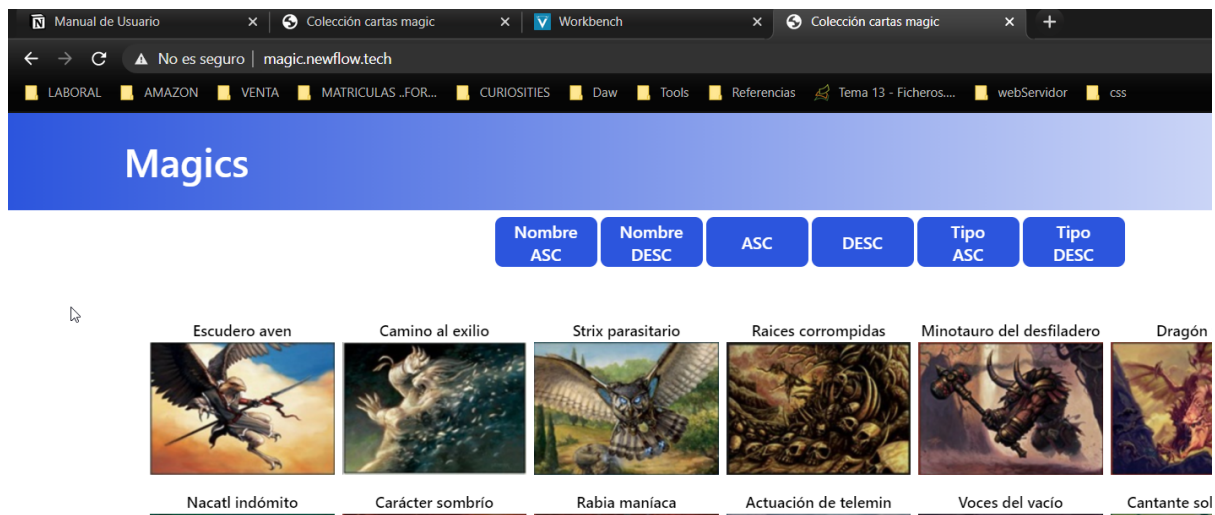 Manual de Usuario
Colección cartas magic
Workbench
Colección cartas magic
No es seguro | magic.newflow.tech
LABORAL
AMAZON
VENTA
MATRICULAS ..FOR...
CURIOSITIES
Daw
Tools
Referencias
Tema 13 - Ficheros....
webServidor
css
Magics
Nombre
ASC
Nombre
DESC
ASC
DESC
Tipo
ASC
Tipo
DESC
Escudero aven
Camino al exilio
Strix parasitario
Raices corrompidas
Minotauro del desfiladero
Dragón
Nacatl indómito
Carácter sombrío
Rabia maníaca
Actuación de telemin
Voces del vacío
Cantante sol